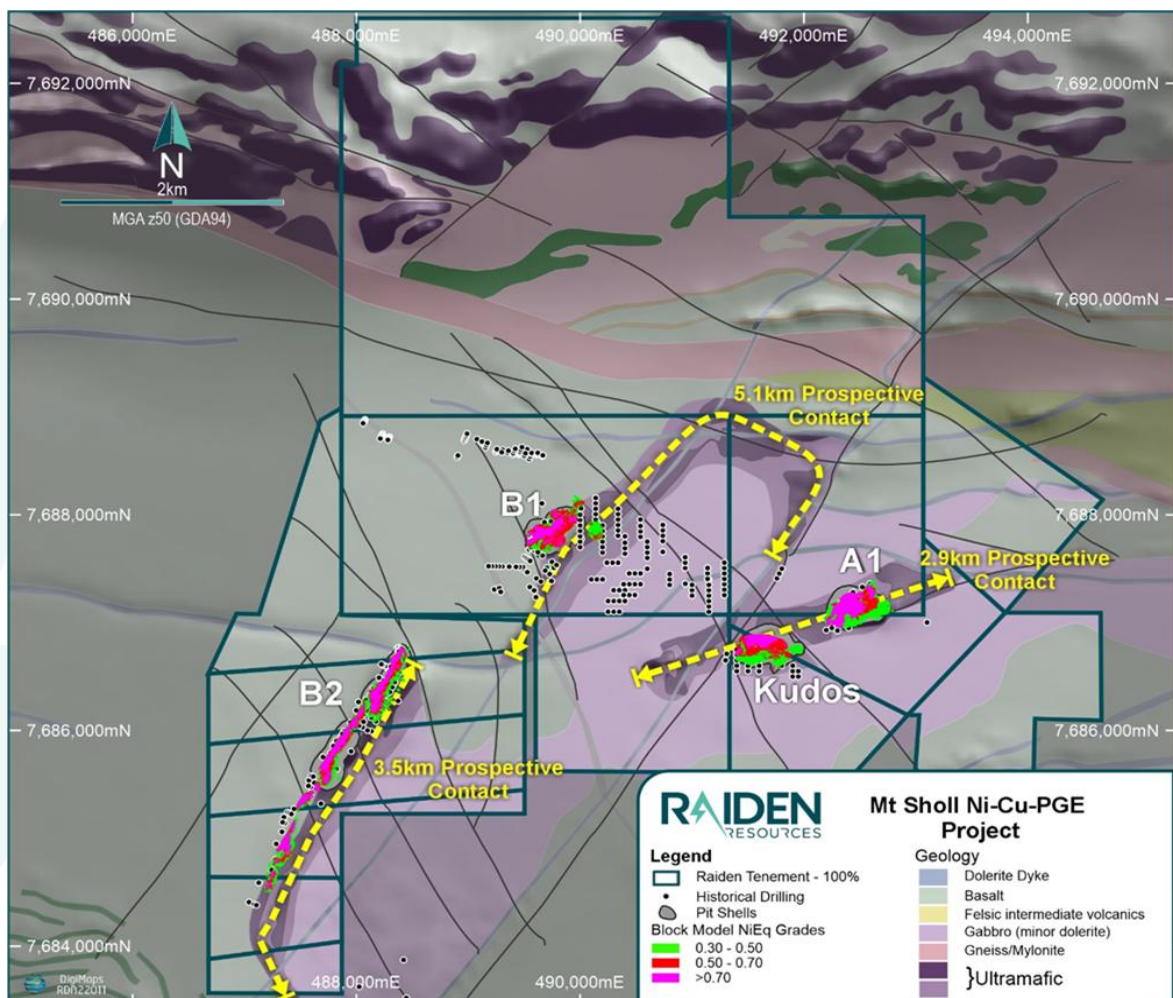 486,000mE
488,000mE
490,000mE
492,000mE
494,000mE
7,692,000mN
7,692,000mN
N
2km
MGA z50 (GDA94)
7,690,000mN
7,690,000mN
5.1km Prospective
Contact
B1
7,688,000mN
7,688,000mN
A1
2.9km Prospective
Contact
B2
Kudos
7,686,000mN
7,686,000mN
3.5km Prospective
Contact
7,684,000mN
488,000mE
490,000mE
DigiMaps
RDN22011
RAIDEN
RESOURCES
Mt Sholl Ni-Cu-PGE
Project
Legend
Raiden Tenement - 100%
Historical Drilling
Pit Shells
Block Model NiEq Grades
0.30 - 0.50
0.50 - 0.70
>0.70
Geology
Dolerite Dyke
Basalt
Felsic intermediate volcanics
Gabbro (minor dolerite)
Gneiss/Mylonite
}Ultramafic